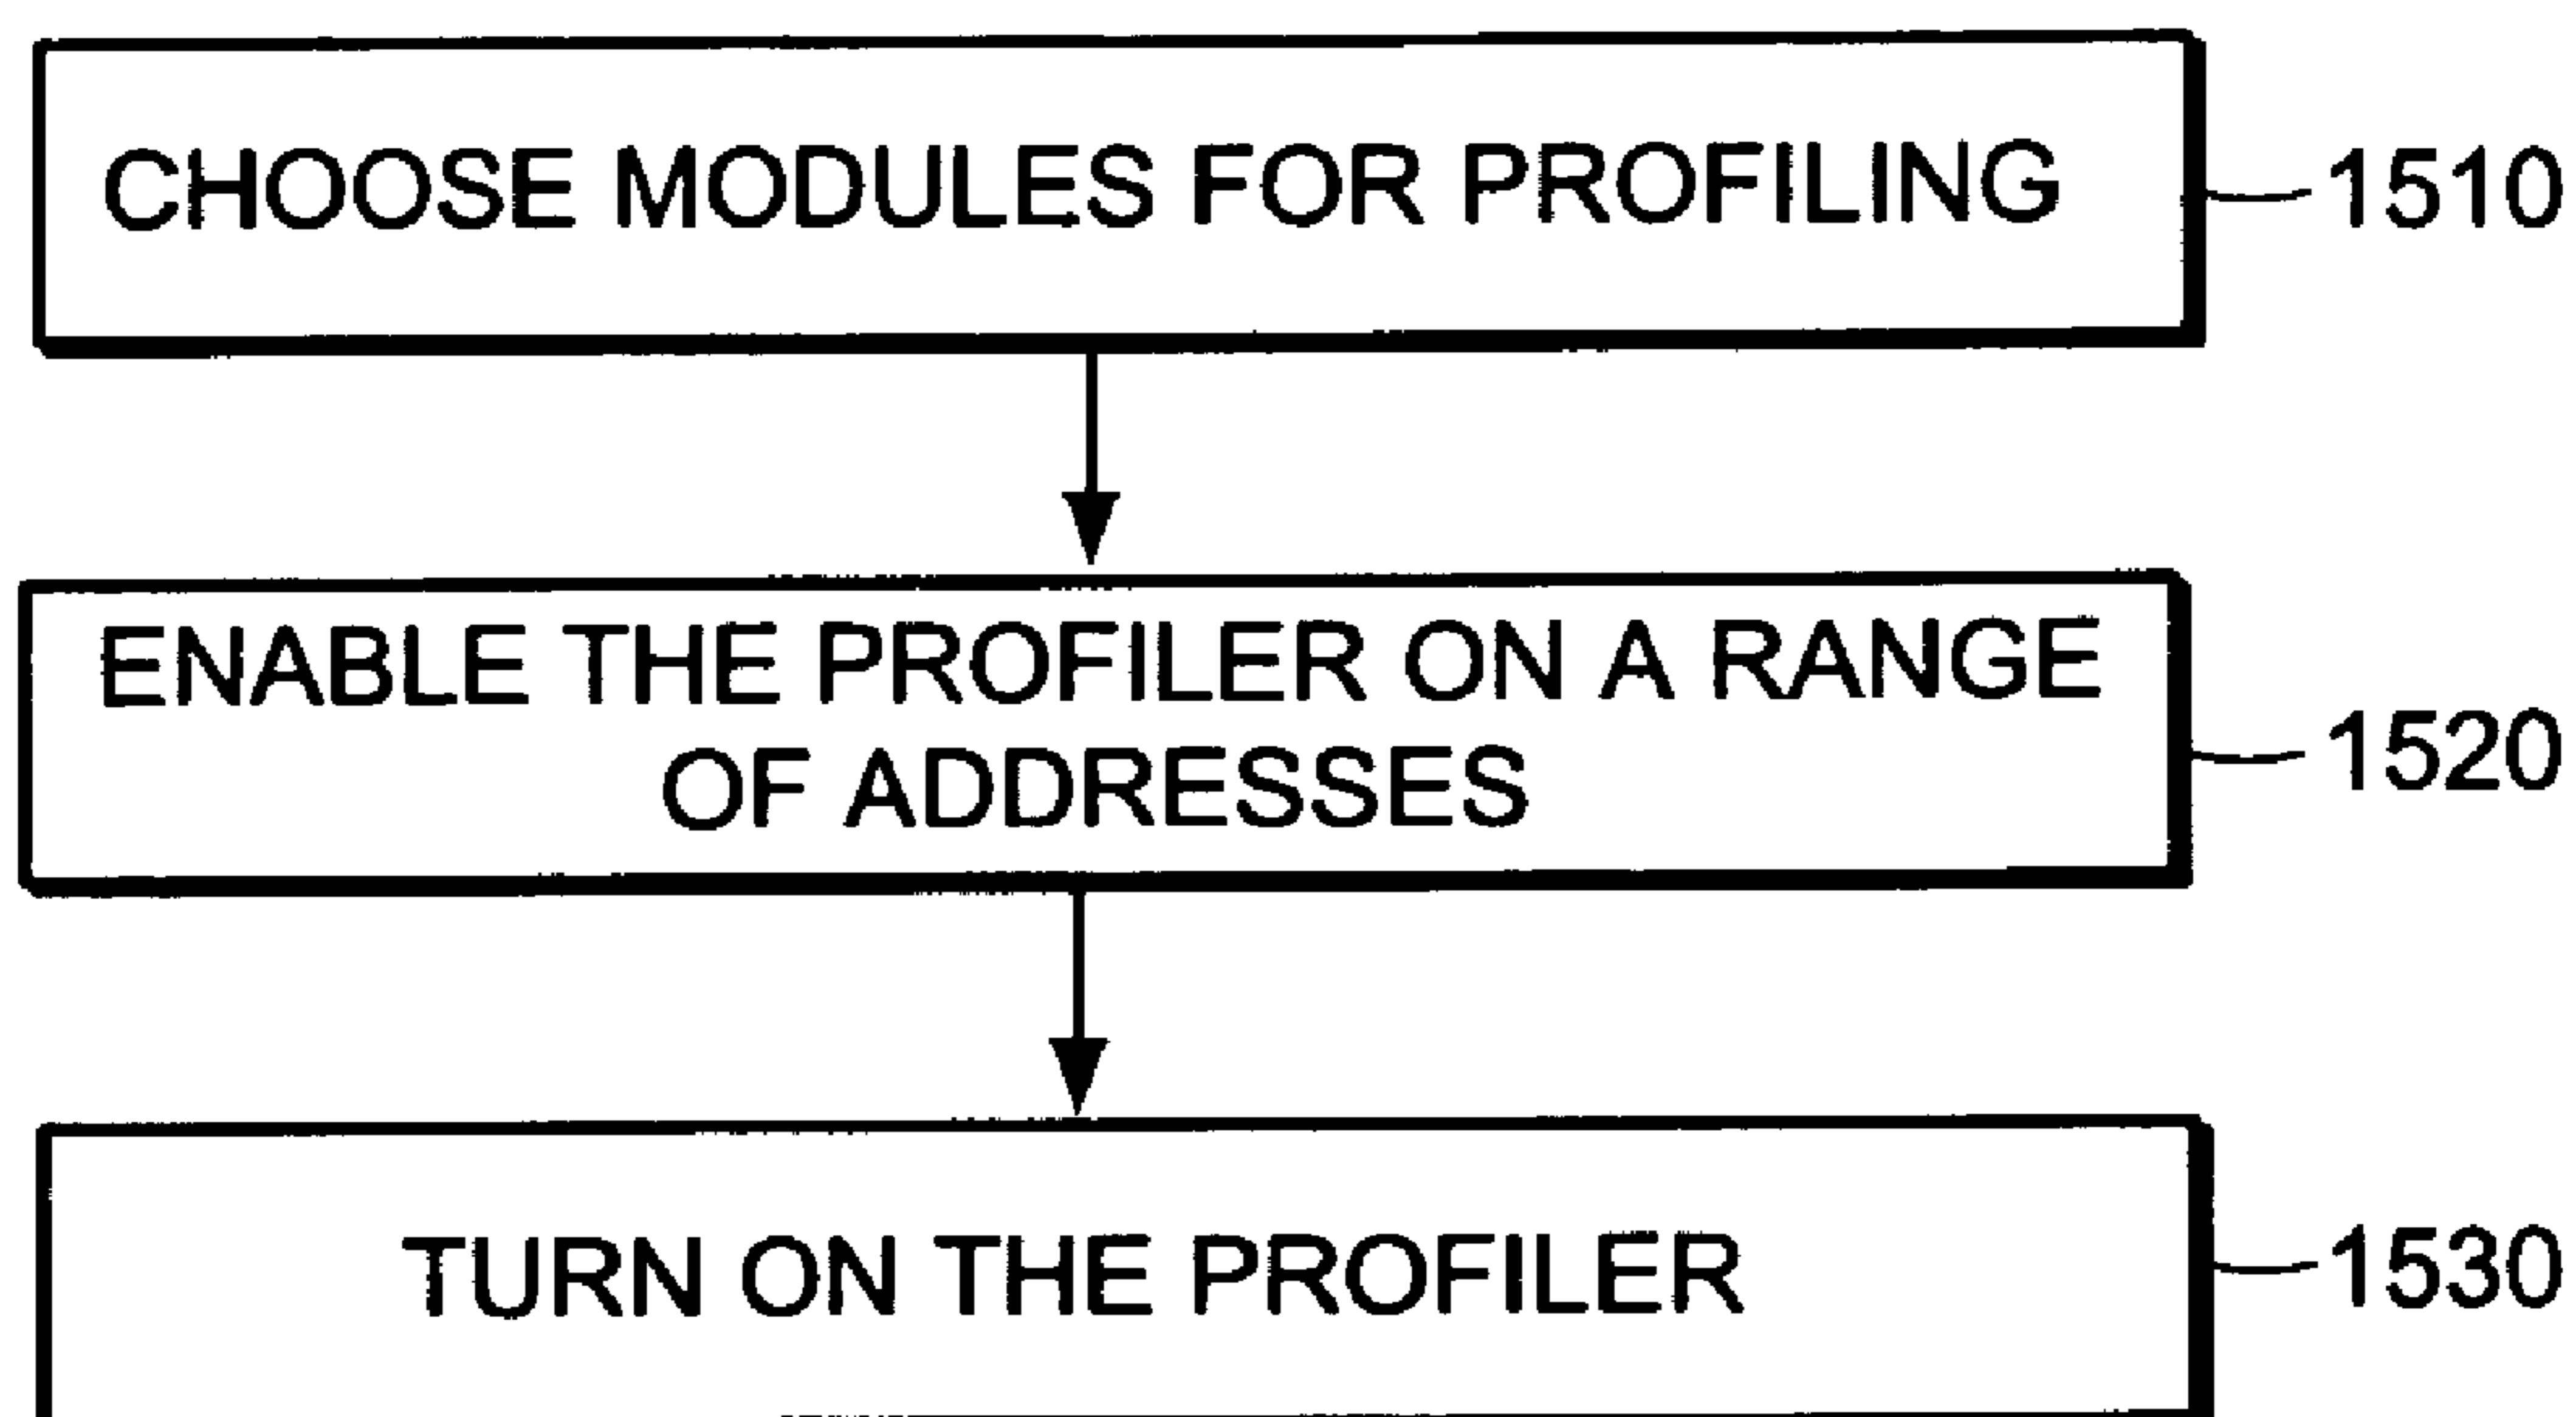 CHOOSE MODULES FOR PROFILING
1510
ENABLE THE PROFILER ON A RANGE
OF ADDRESSES
1520
TURN ON THE PROFILER
1530